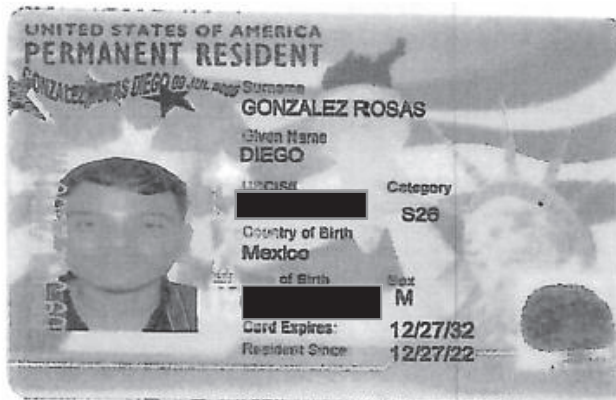 UNITED STATES OF AMERICA
PERMANENT RESIDENT
Surname
GONZALEZ ROSAS
Given Name
DIEGO
USCIS#
Category
S26
Country of Birth
Mexico
of Birth
Sex
M
Card Expires:
12/27/32
Resident Since
12/27/22